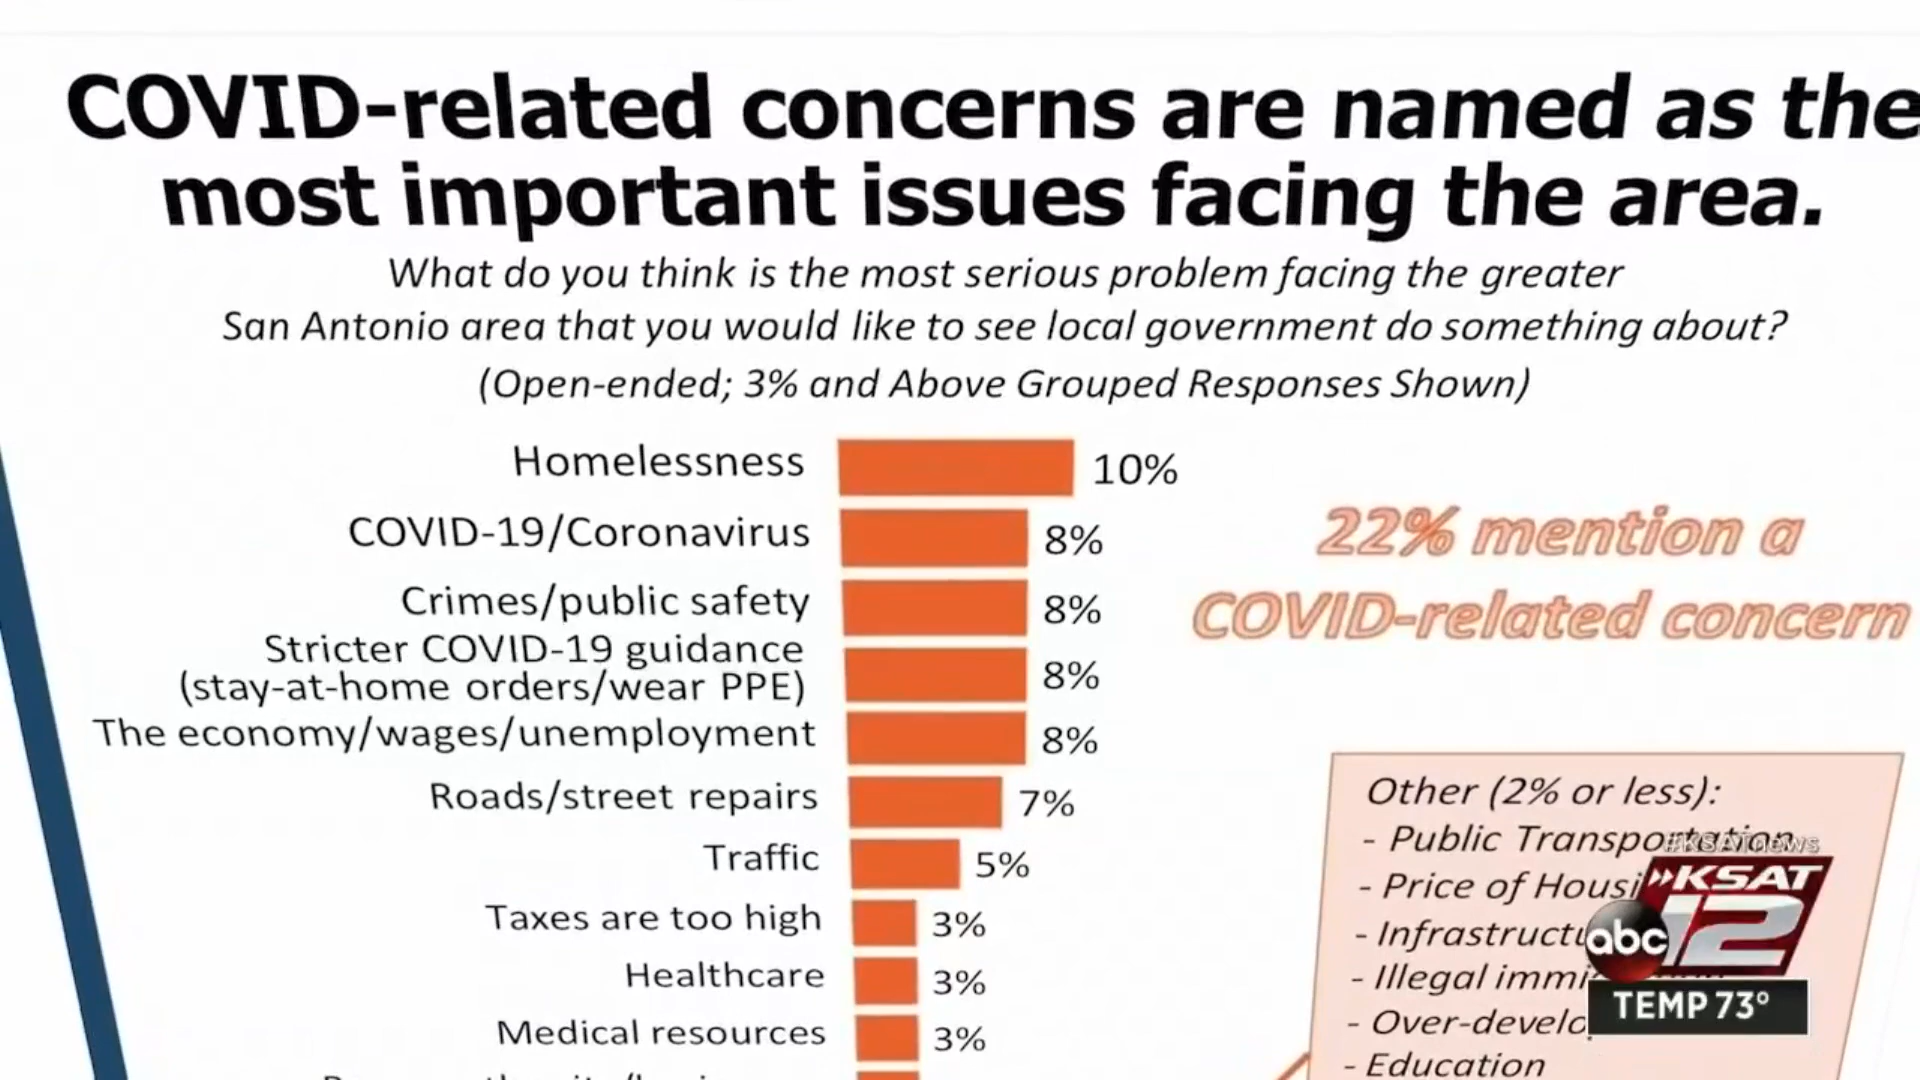 COVID-related concerns are named as the
most important issues facing the area.
What do you think is the most serious problem facing the greater
San Antonio area that you would like to see local government do something about?
(Open-ended; 3% and Above Grouped Responses Shown)
Homelessness 10%
COVID-19/Coronavirus 8%
Crimes/public safety 8%
Stricter COVID-19 guidance
(stay-at-home orders/wear PPE) 8%
The economy/wages/unemployment 8%
Roads/street repairs 7%
Traffic 5%
Taxes are too high 3%
Healthcare 3%
Medical resources 3%
22% mention a
COVID-related concern
Other (2% or less):
- Public Transportation
- Price of
-
- Illegal
-
- Education
#KSATnews
KSAT
abc 12
TEMP 73°